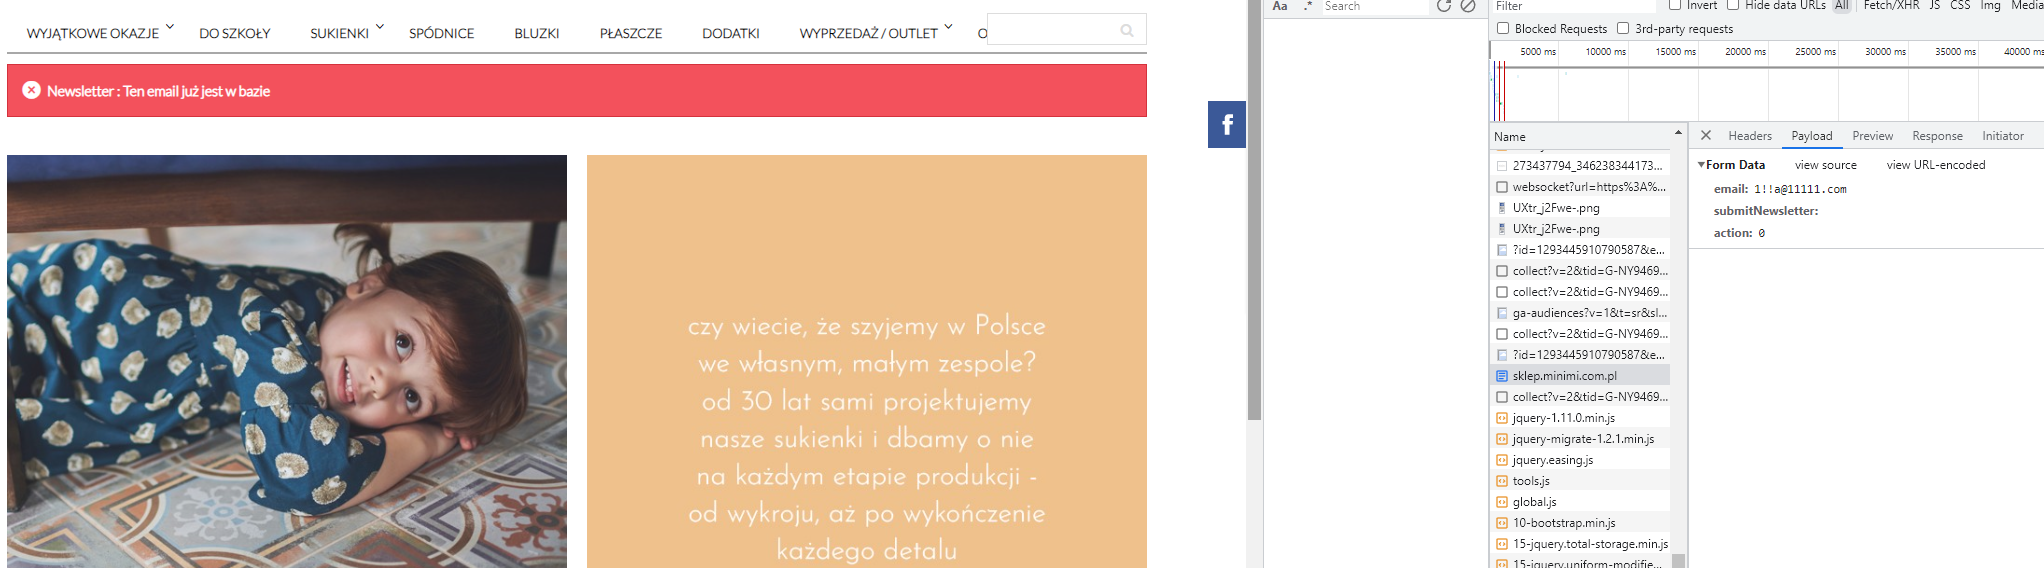 WYJĄTKOWE OKAZJE DO SZKOŁY SUKIENKI SPÓDNICE BLUZKI PŁASZCZE DODATKI WYPRZEDAŻ / OUTLET O
Newsletter : Ten email już jest w bazie
f
czy wiecie, że szyjemy w Polsce
we własnym, małym zespole?
od 30 lat sami projektujemy
nasze sukienki i dbamy o nie
na każdym etapie produkcji -
od wykroju, aż po wykończenie
każdego detalu
Aa .* Search
Filter Invert Hide data URLs All Fetch/XHR JS CSS Img Media
Blocked Requests 3rd-party requests
5000 ms 10000 ms 15000 ms 20000 ms 25000 ms 30000 ms 35000 ms 40000 ms
Name
273437794_346238344173...
websocket?url=https%3A%...
UXtr_j2Fwe-.png
UXtr_j2Fwe-.png
?id=1293445910790587&e...
collect?v=2&tid=G-NY9469...
collect?v=2&tid=G-NY9469...
ga-audiences?v=1&t=sr&sl...
collect?v=2&tid=G-NY9469...
?id=1293445910790587&e...
sklep.minimi.com.pl
collect?v=2&tid=G-NY9469...
jquery-1.11.0.min.js
jquery-migrate-1.2.1.min.js
jquery.easing.js
tools.js
global.js
10-bootstrap.min.js
15-jquery.total-storage.min.js
15-jquery.uniform-modifie...
Headers Payload Preview Response Initiator
Form Data view source view URL-encoded
email: 1!!a@11111.com
submitNewsletter:
action: 0